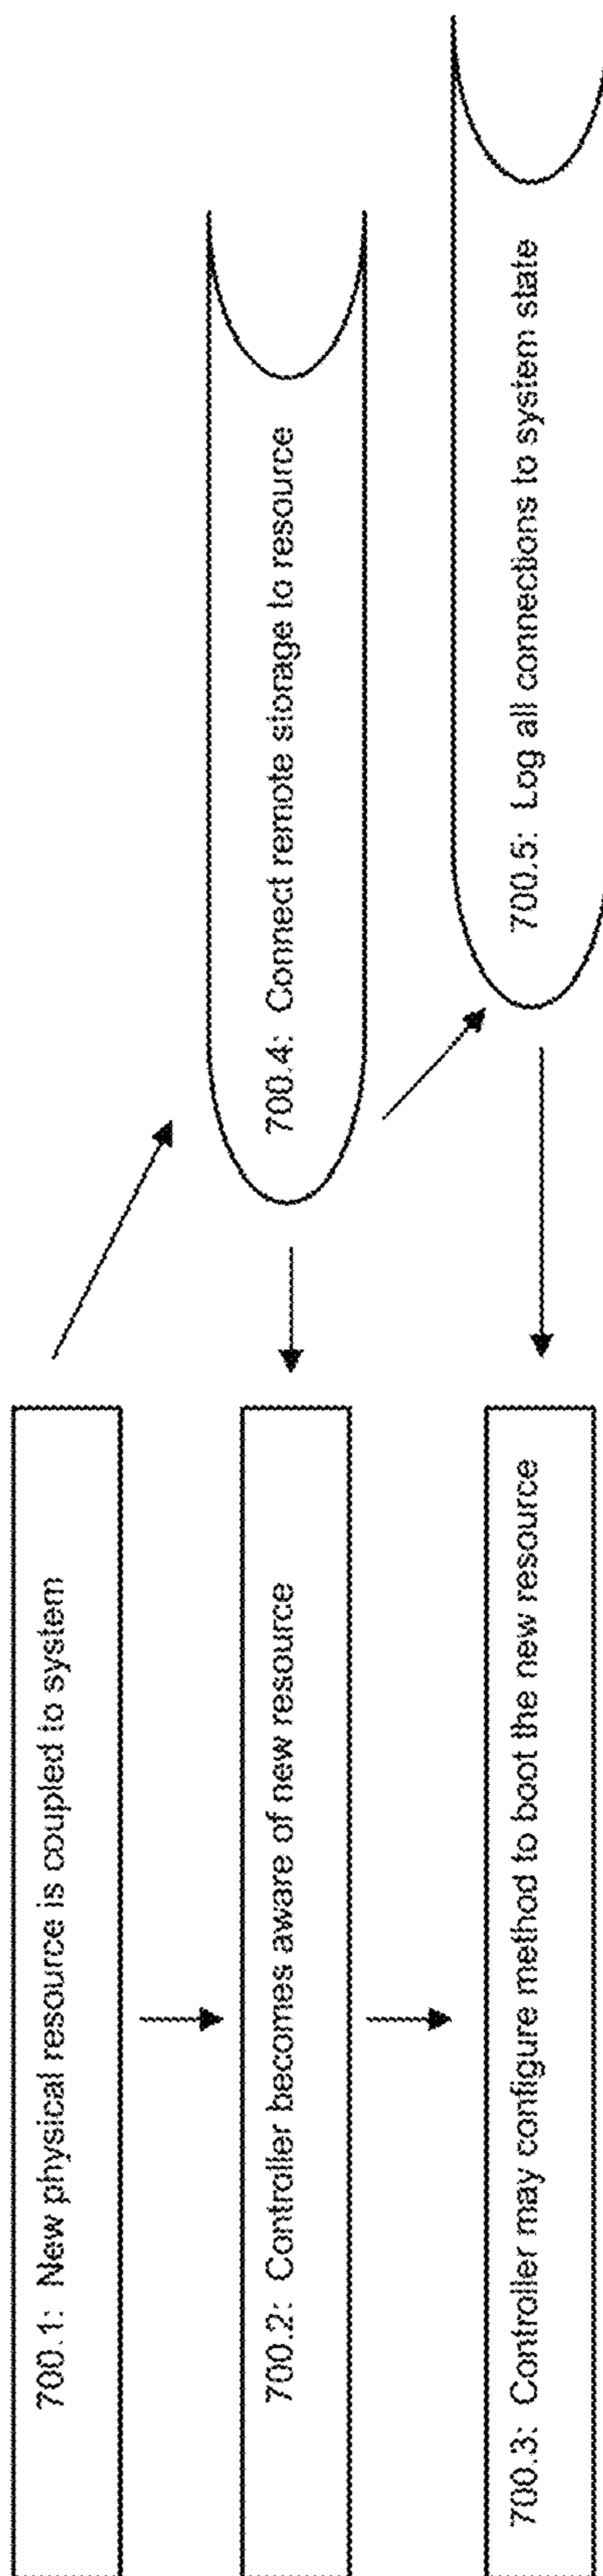 700.1: New physical resource is coupled to system
700.2: Controller becomes aware of new resource
700.3: Controller may configure method to boot the new resource
700.4: Connect remote storage to resource
700.5: Log all connections to system state